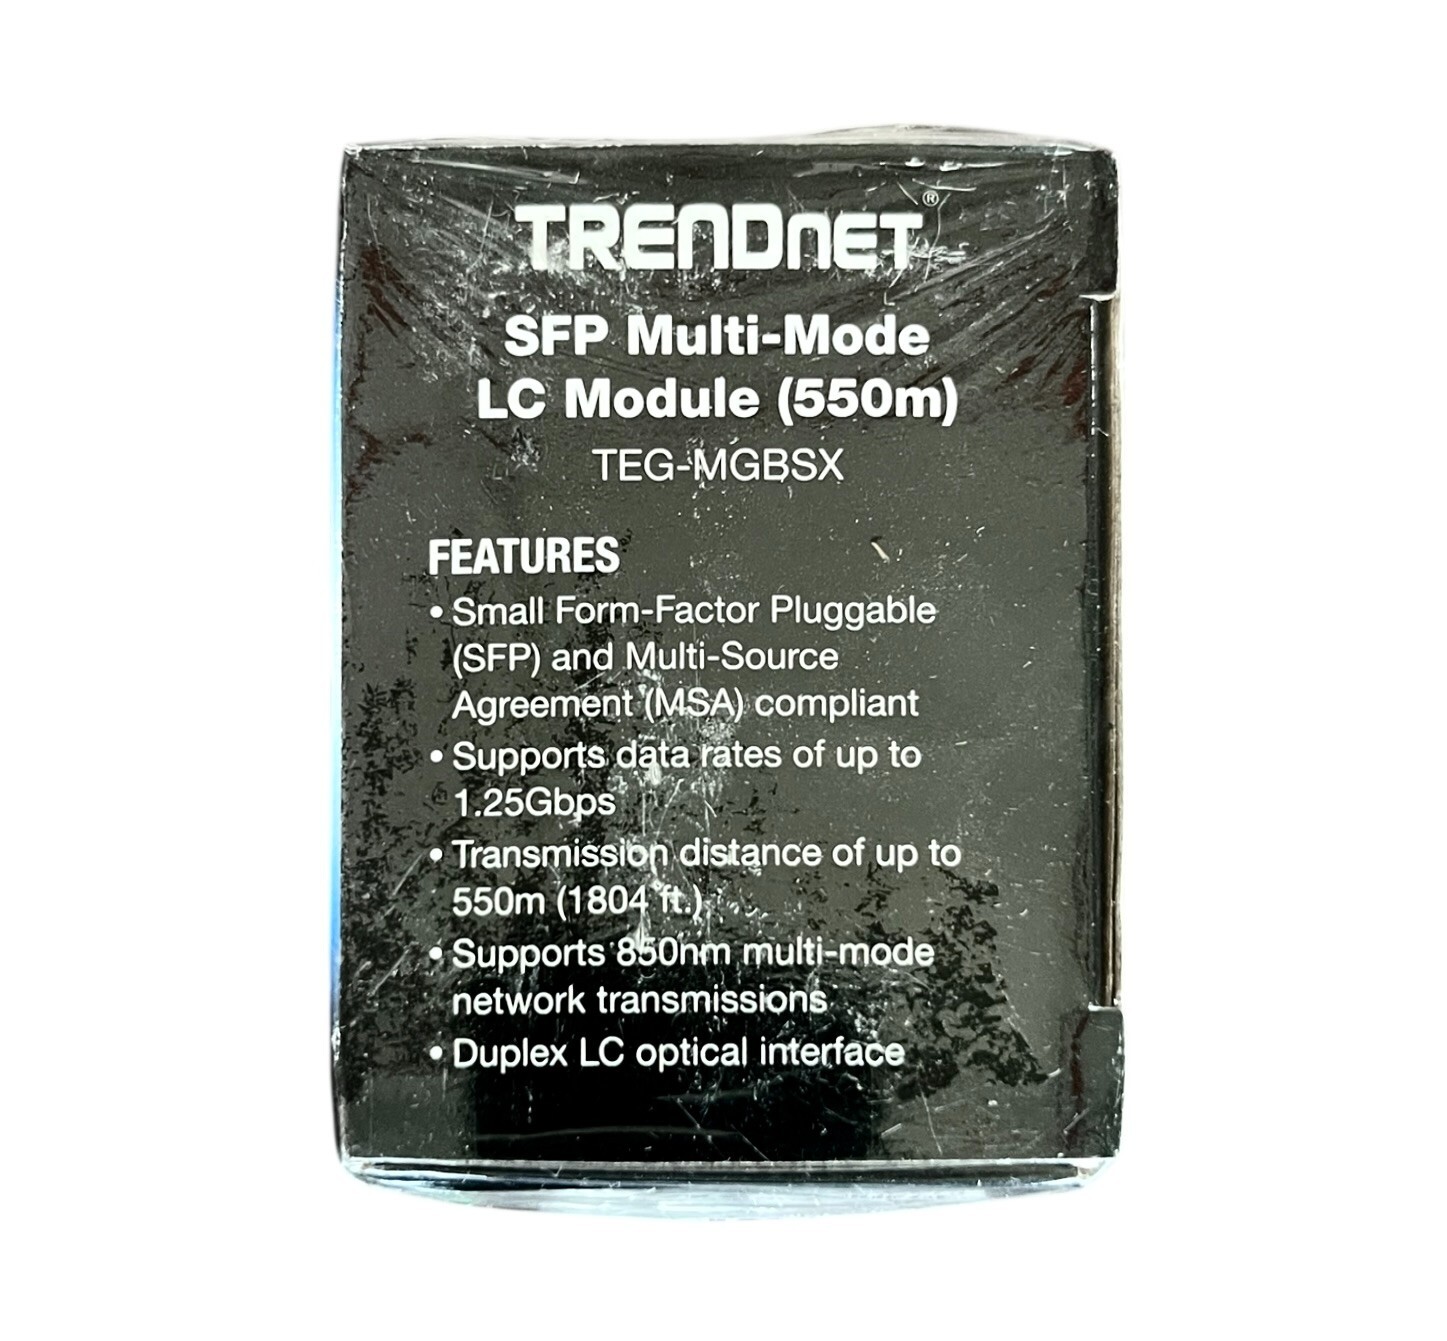 TRENDNET®
SFP Multi-Mode
LC Module (550m)
TEG-MGBSX
FEATURES
• Small Form-Factor Pluggable
(SFP) and Multi-Source
Agreement (MSA) compliant
• Supports data rates of up to
1.25Gbps
• Transmission distance of up to
550m (1804 ft.)
• Supports 850nm multi-mode
network transmissions
• Duplex LC optical interface